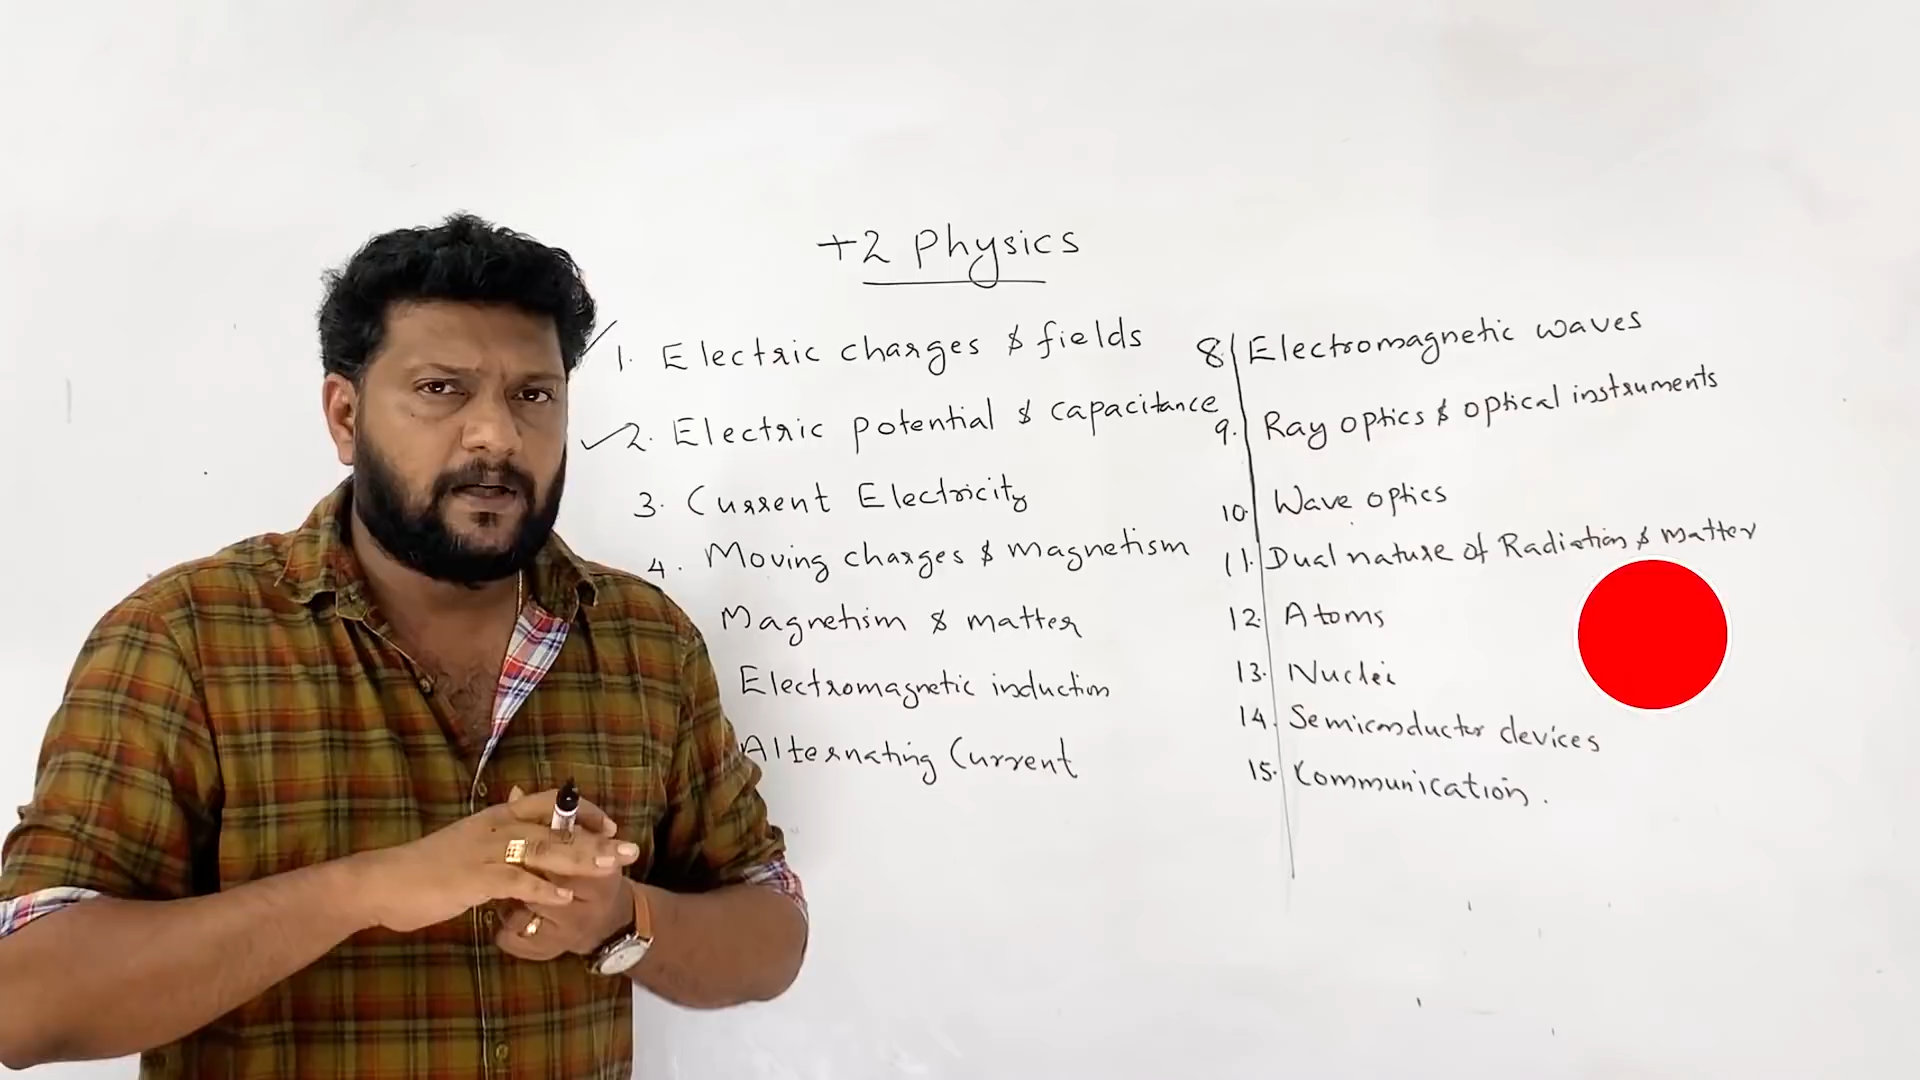 +2 Physics
1. Electric charges & fields
2. Electric potential & capacitance
3. Current Electricity
4. Moving charges & magnetism
Magnetism & matter
Electromagnetic induction
Alternating Current
8. Electromagnetic waves
9. Ray optics & optical instruments
10. Wave optics
11. Dual nature of Radiation & matter
12. Atoms
13. Nuclei
14. Semiconductor devices
15. Communication.